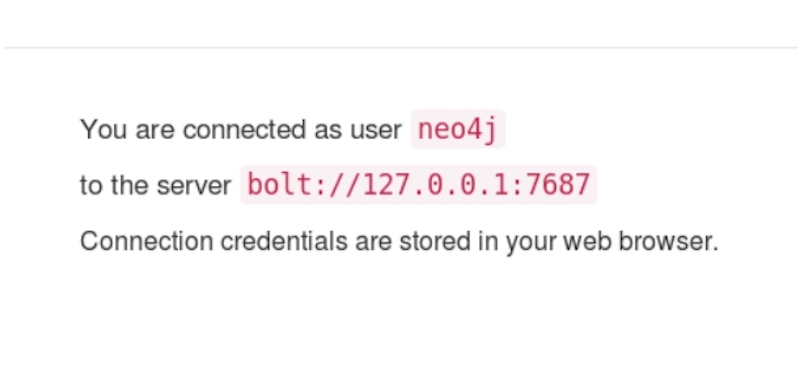 You are connected as user neo4j
to the server bolt://127.0.0.1:7687
Connection credentials are stored in your web browser.